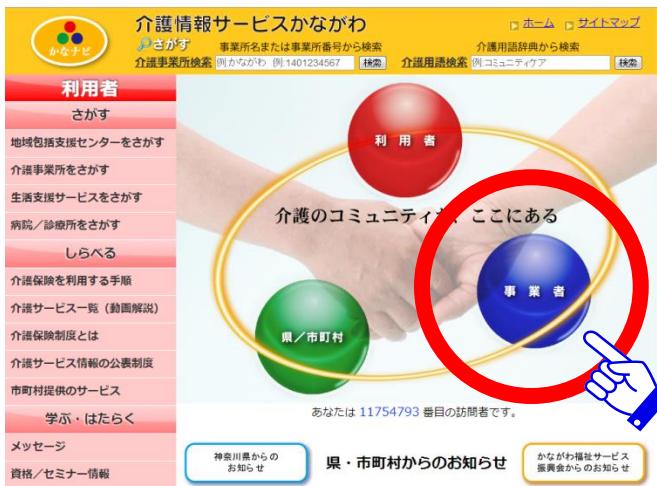 かなナビ
介護情報サービスかながわ
ホーム サイトマップ
さがす 事業所名または事業所番号から検索 介護用語辞典から検索
介護事業所検索 例:かながわ 例:1401234567 検索 介護用語検索 例:コミュニティケア 検索
利用者
さがす
地域包括支援センターをさがす
介護事業所をさがす
生活支援サービスをさがす
病院/診療所をさがす
しらべる
介護保険を利用する手順
介護サービス一覧(動画解説)
介護保険制度とは
介護サービス情報の公表制度
市町村提供のサービス
学ぶ・はたらく
メッセージ
資格/セミナー情報
利用者
介護のコミュニティ
ここにある
事業者
県/市町村
あなたは 11754793 番目の訪問者です。
神奈川県からの
お知らせ
県・市町村からのお知らせ
かながわ福祉サービス
振興会からのお知らせ